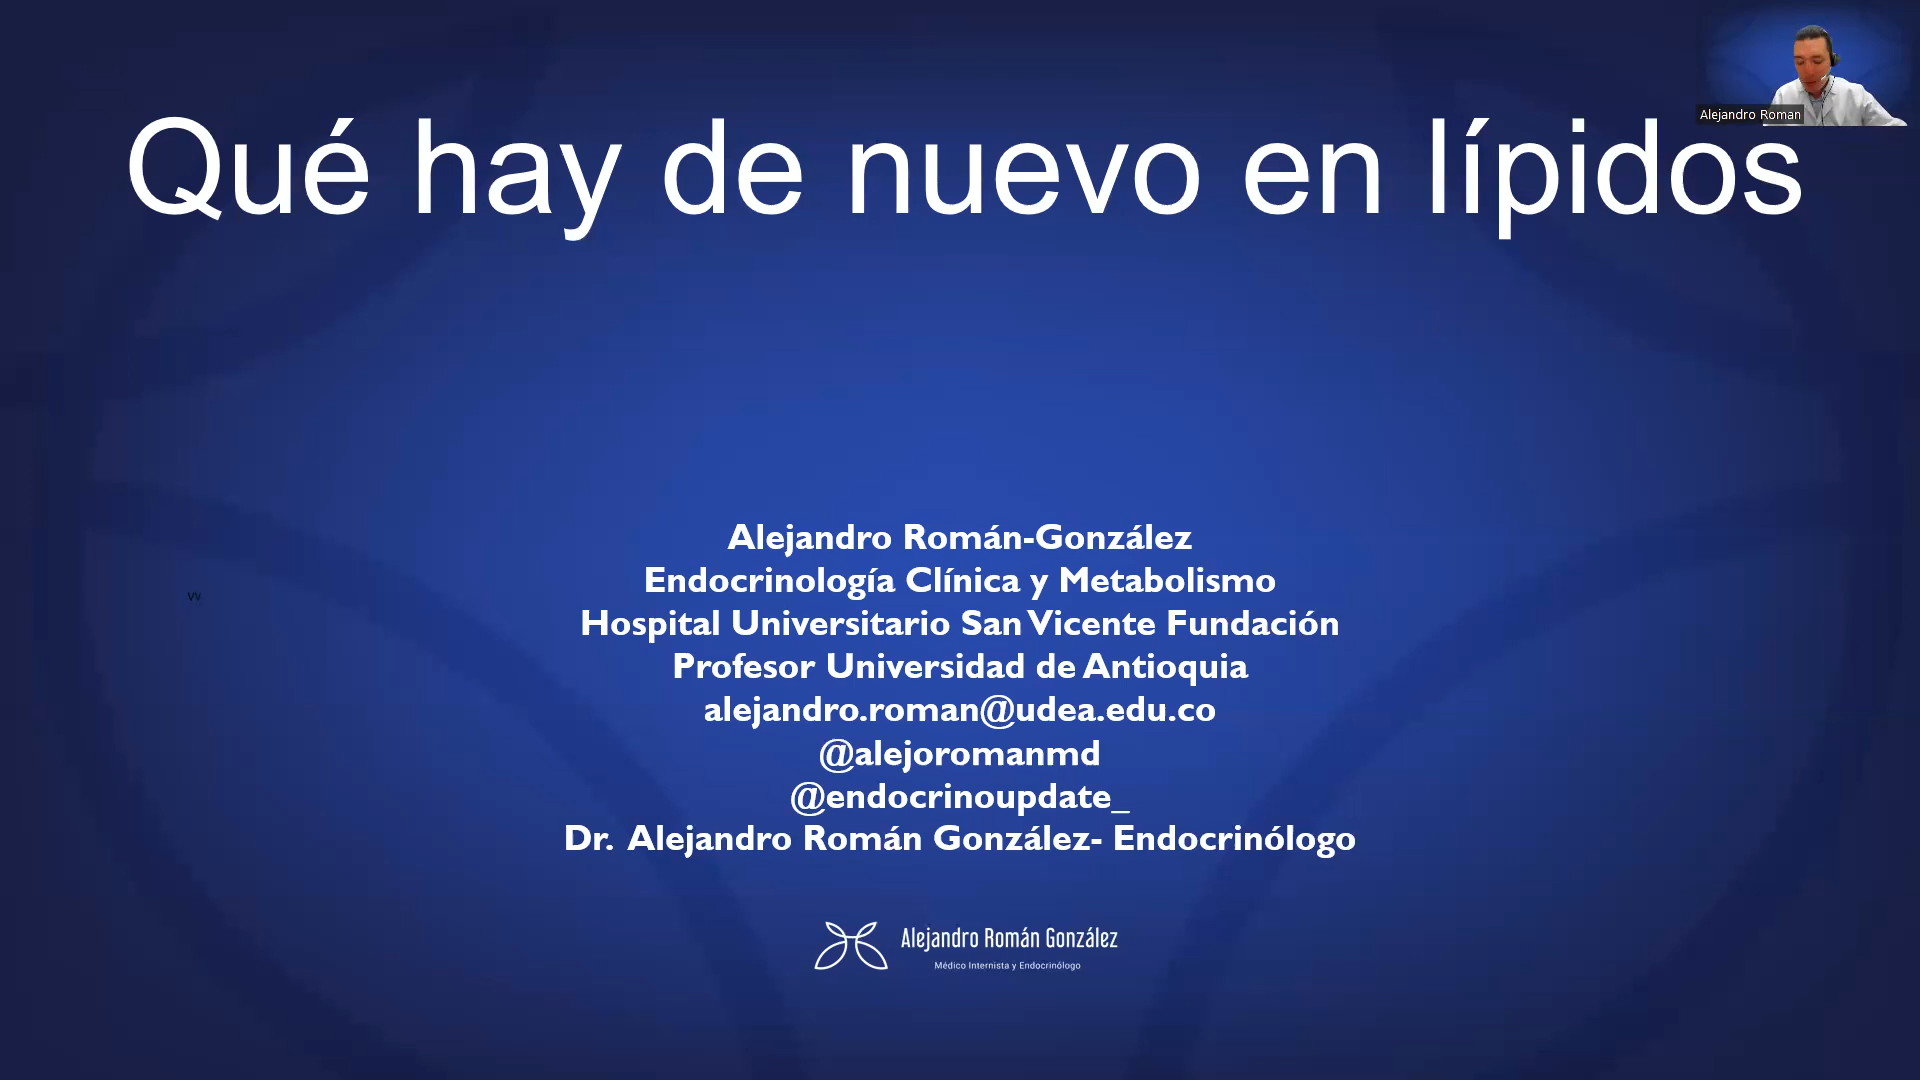 Qué hay de nuevo en lípidos
Alejandro Roman
Alejandro Román-González
Endocrinología Clínica y Metabolismo
Hospital Universitario San Vicente Fundación
Profesor Universidad de Antioquia
alejandro.roman@udea.edu.co
@alejoromanmd
@endocrinoupdate_
Dr. Alejandro Román González- Endocrinólogo
vv
Alejandro Román González
Médico Internista y Endocrinólogo